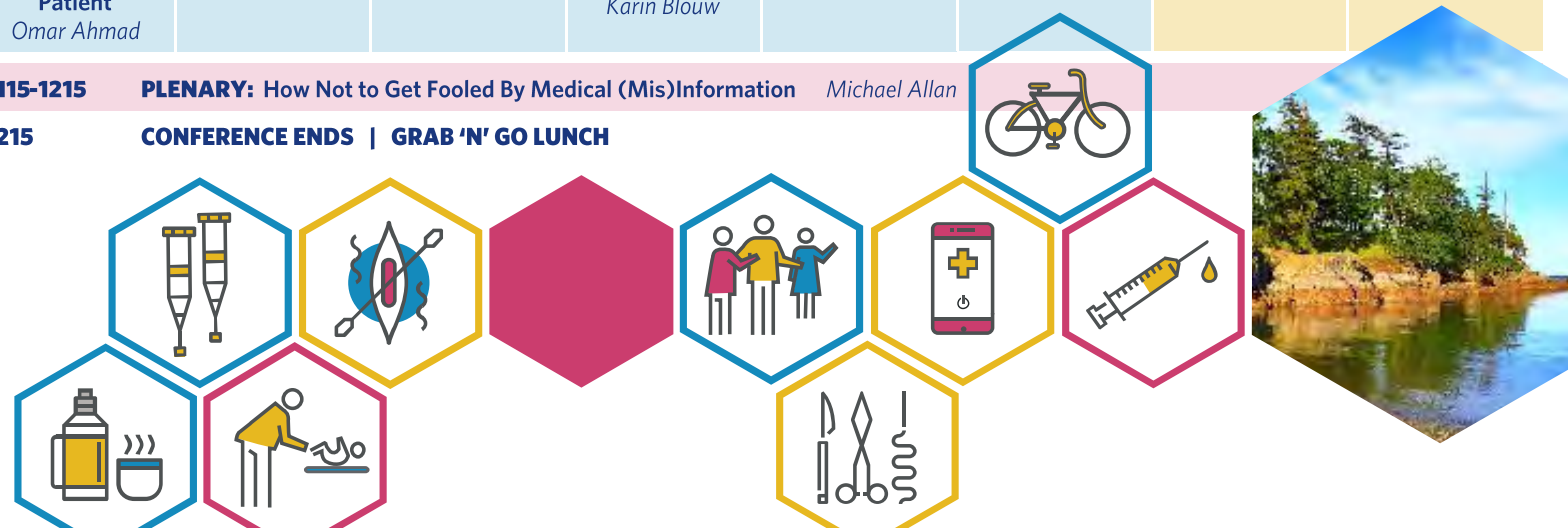 Patient
Omar Ahmad
Karin Blouw
115-1215 PLENARY: How Not to Get Fooled By Medical (Mis)Information Michael Allan
215 CONFERENCE ENDS | GRAB ‘N’ GO LUNCH